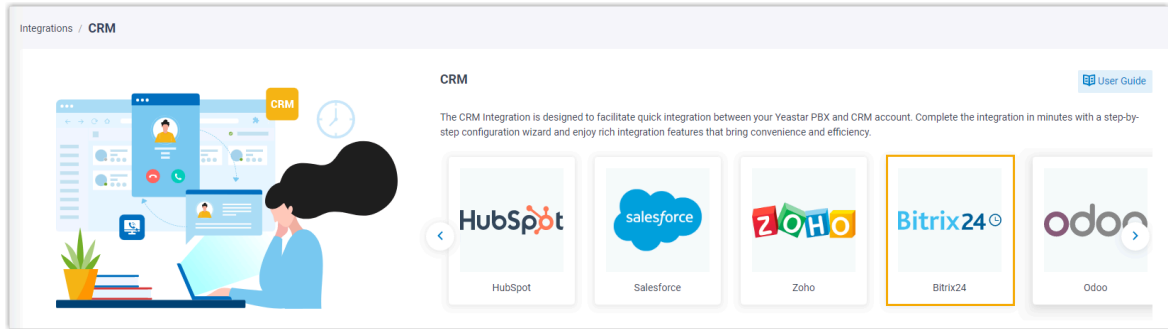 Integrations / CRM
CRM
CRM
User Guide
The CRM Integration is designed to facilitate quick integration between your Yeastar PBX and CRM account. Complete the integration in minutes with a step-by-
step configuration wizard and enjoy rich integration features that bring convenience and efficiency.
HubSpot
salesforce
ZOHO
Bitrix24
odoo
HubSpot
Salesforce
Zoho
Bitrix24
Odoo